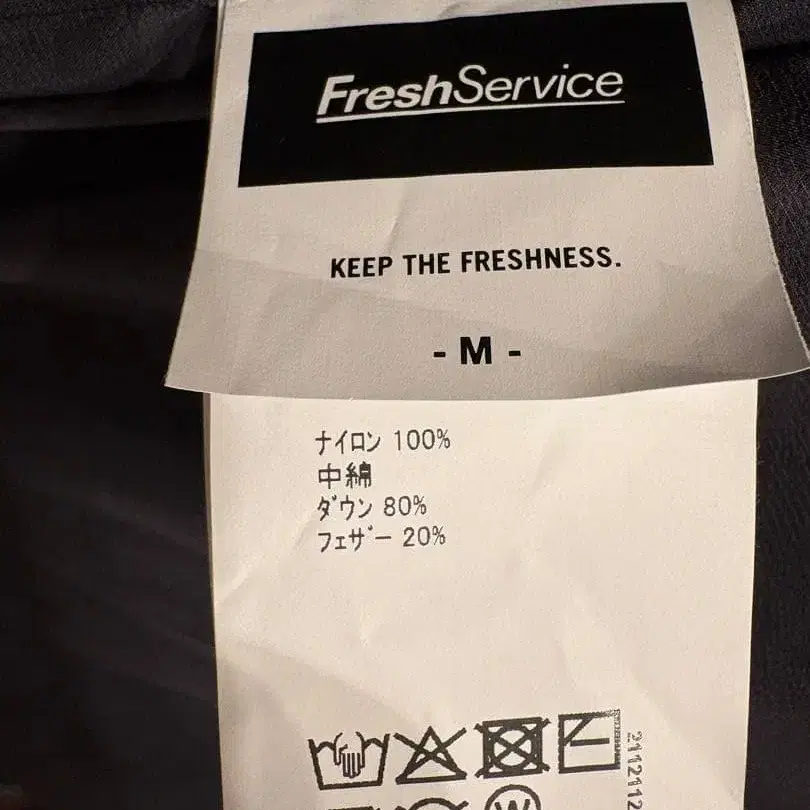 FreshService
KEEP THE FRESHNESS.
- M -
ナイロン 100%
中綿
ダウン 80%
フェザー 20%
W